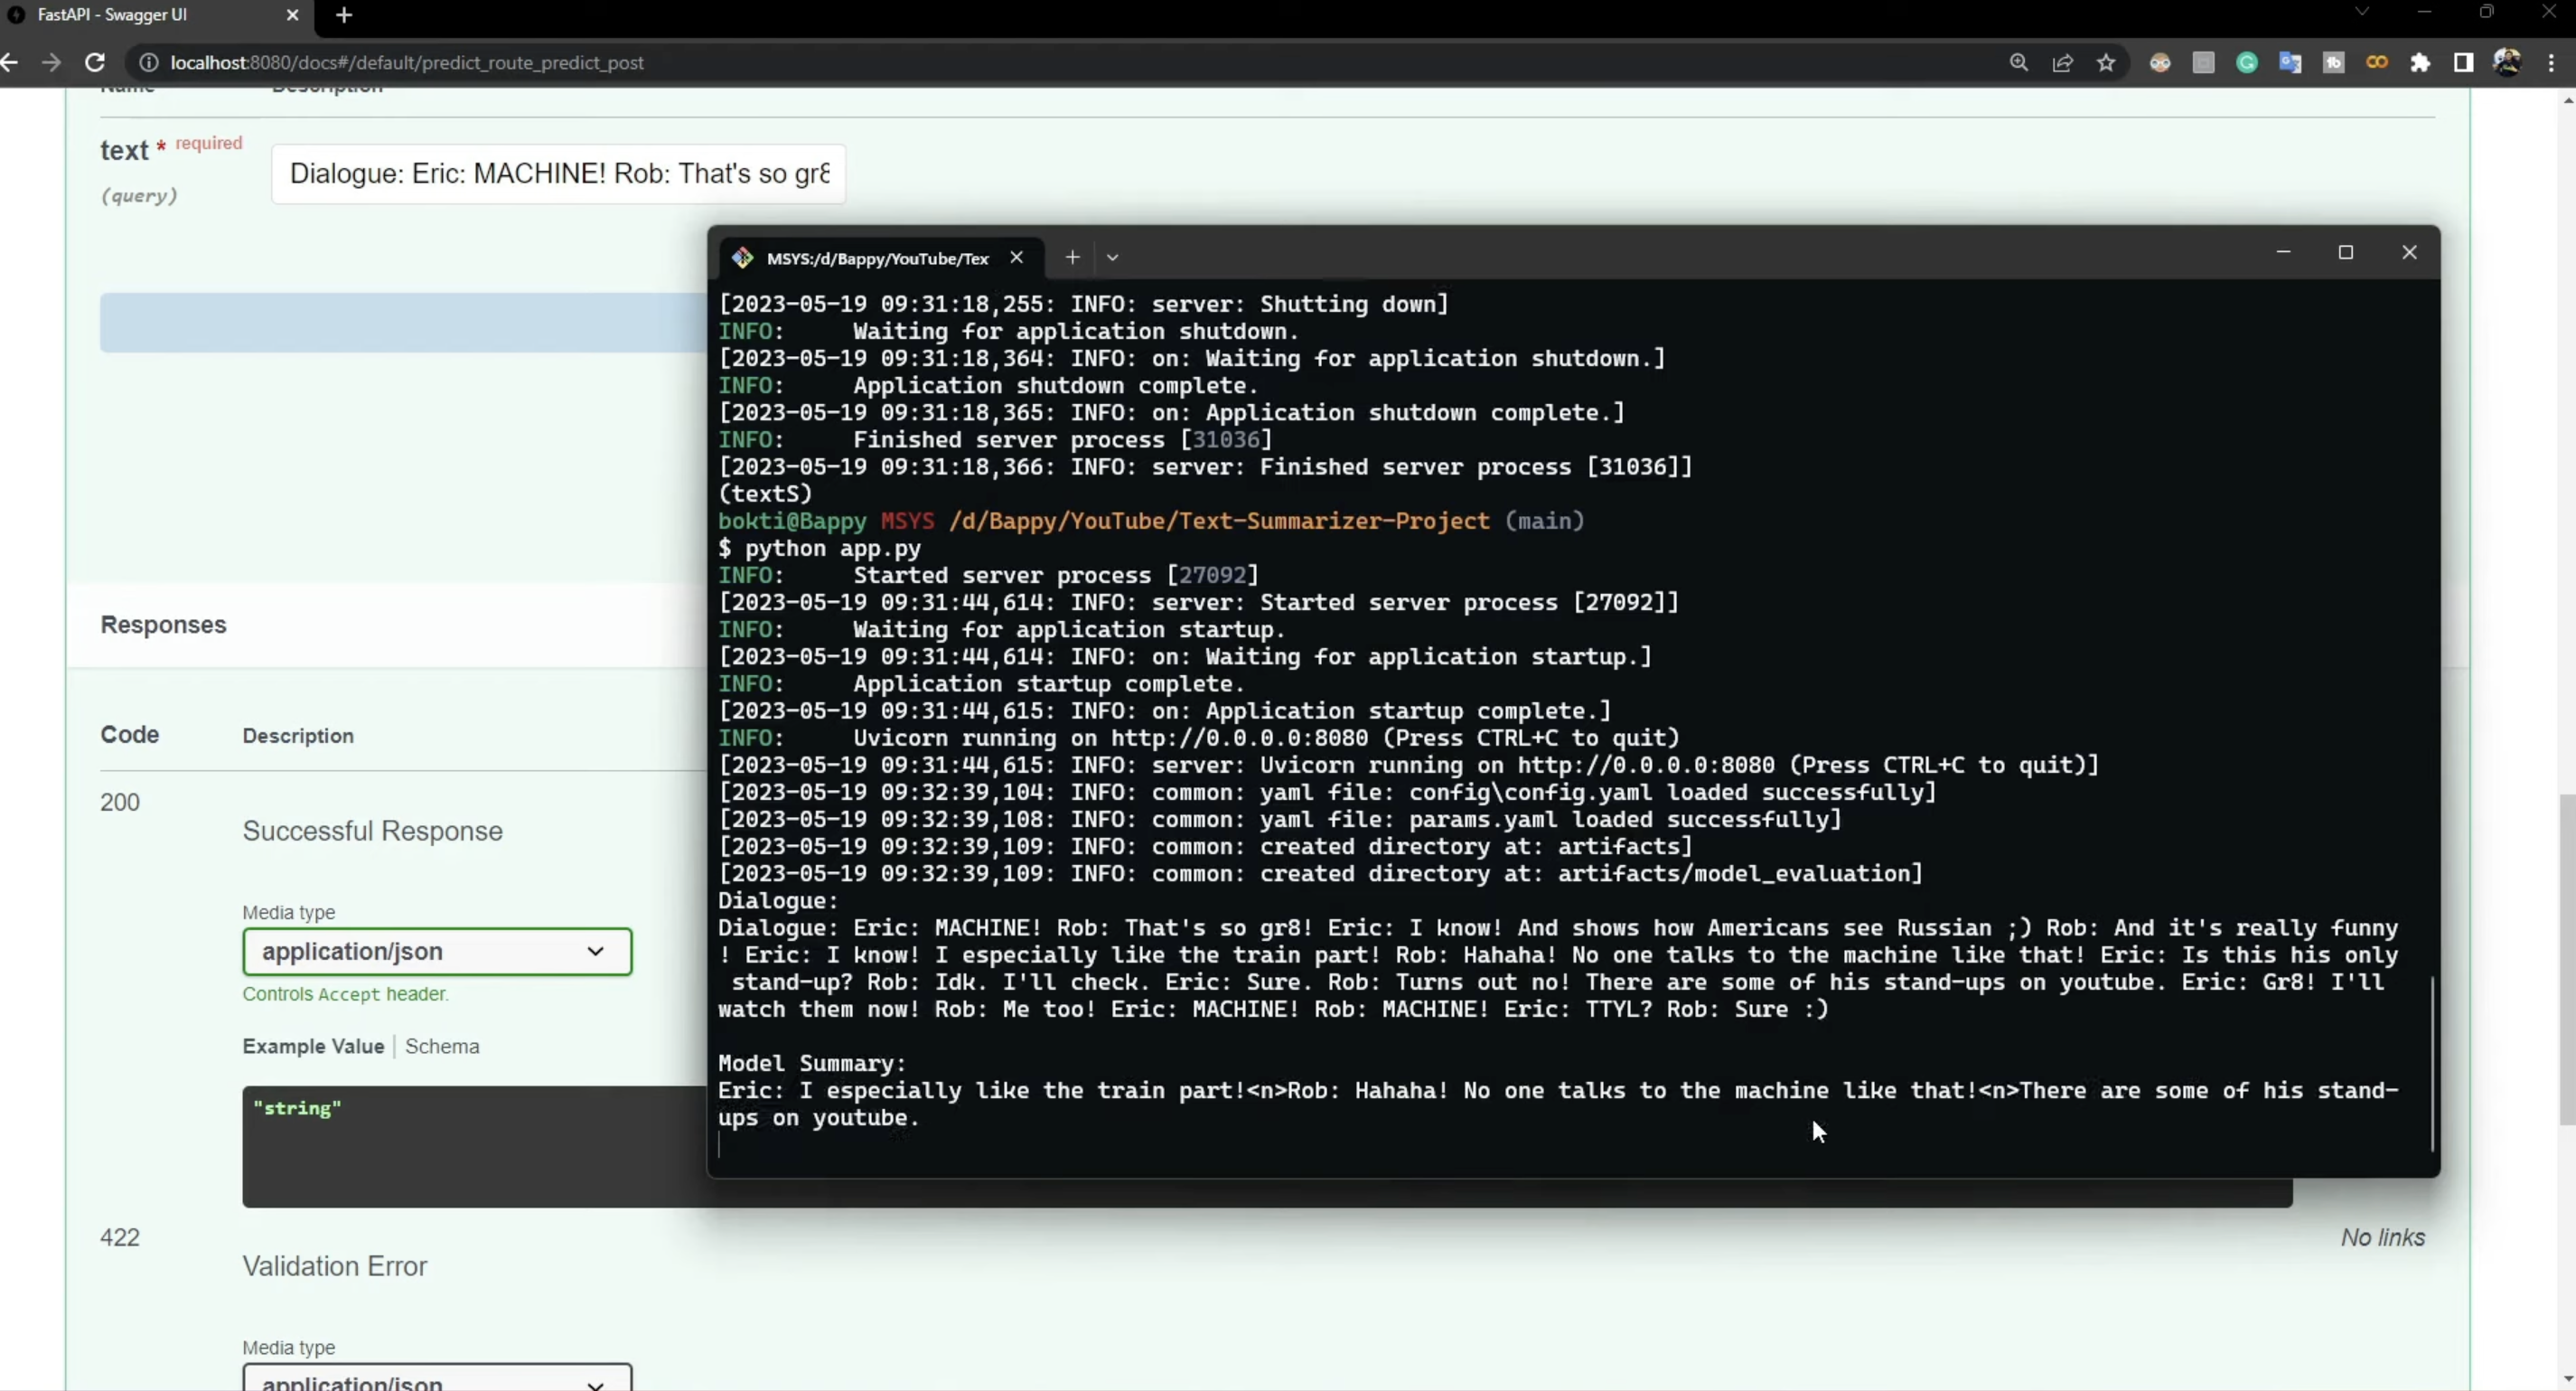 FastAPI - Swagger UI
localhost:8080/docs#/default/predict_route_predict_post
Name Description
text * required
(query)
Dialogue: Eric: MACHINE! Rob: That's so gr8
MSYS:/d/Bappy/YouTube/Tex
[2023-05-19 09:31:18,255: INFO: server: Shutting down]
INFO: Waiting for application shutdown.
[2023-05-19 09:31:18,364: INFO: on: Waiting for application shutdown.]
INFO: Application shutdown complete.
[2023-05-19 09:31:18,365: INFO: on: Application shutdown complete.]
INFO: Finished server process [31036]
[2023-05-19 09:31:18,366: INFO: server: Finished server process [31036]]
(textS)
bokti@Bappy MSYS /d/Bappy/YouTube/Text-Summarizer-Project (main)
$ python app.py
INFO: Started server process [27092]
[2023-05-19 09:31:44,614: INFO: server: Started server process [27092]]
INFO: Waiting for application startup.
[2023-05-19 09:31:44,614: INFO: on: Waiting for application startup.]
INFO: Application startup complete.
[2023-05-19 09:31:44,615: INFO: on: Application startup complete.]
INFO: Uvicorn running on http://0.0.0.0:8080 (Press CTRL+C to quit)
[2023-05-19 09:31:44,615: INFO: server: Uvicorn running on http://0.0.0.0:8080 (Press CTRL+C to quit)]
[2023-05-19 09:32:39,104: INFO: common: yaml file: config\config.yaml loaded successfully]
[2023-05-19 09:32:39,108: INFO: common: yaml file: params.yaml loaded successfully]
[2023-05-19 09:32:39,109: INFO: common: created directory at: artifacts]
[2023-05-19 09:32:39,109: INFO: common: created directory at: artifacts/model_evaluation]
Dialogue:
Dialogue: Eric: MACHINE! Rob: That's so gr8! Eric: I know! And shows how Americans see Russian ;) Rob: And it's really funny
! Eric: I know! I especially like the train part! Rob: Hahaha! No one talks to the machine like that! Eric: Is this his only
stand-up? Rob: Idk. I'll check. Eric: Sure. Rob: Turns out no! There are some of his stand-ups on youtube. Eric: Gr8! I'll
watch them now! Rob: Me too! Eric: MACHINE! Rob: MACHINE! Eric: TTYL? Rob: Sure :)
Model Summary:
Eric: I especially like the train part!<n>Rob: Hahaha! No one talks to the machine like that!<n>There are some of his stand-
ups on youtube.
Responses
Code Description
200
Successful Response
Media type
application/json
Controls Accept header.
Example Value | Schema
"string"
422
No links
Validation Error
Media type
application/json